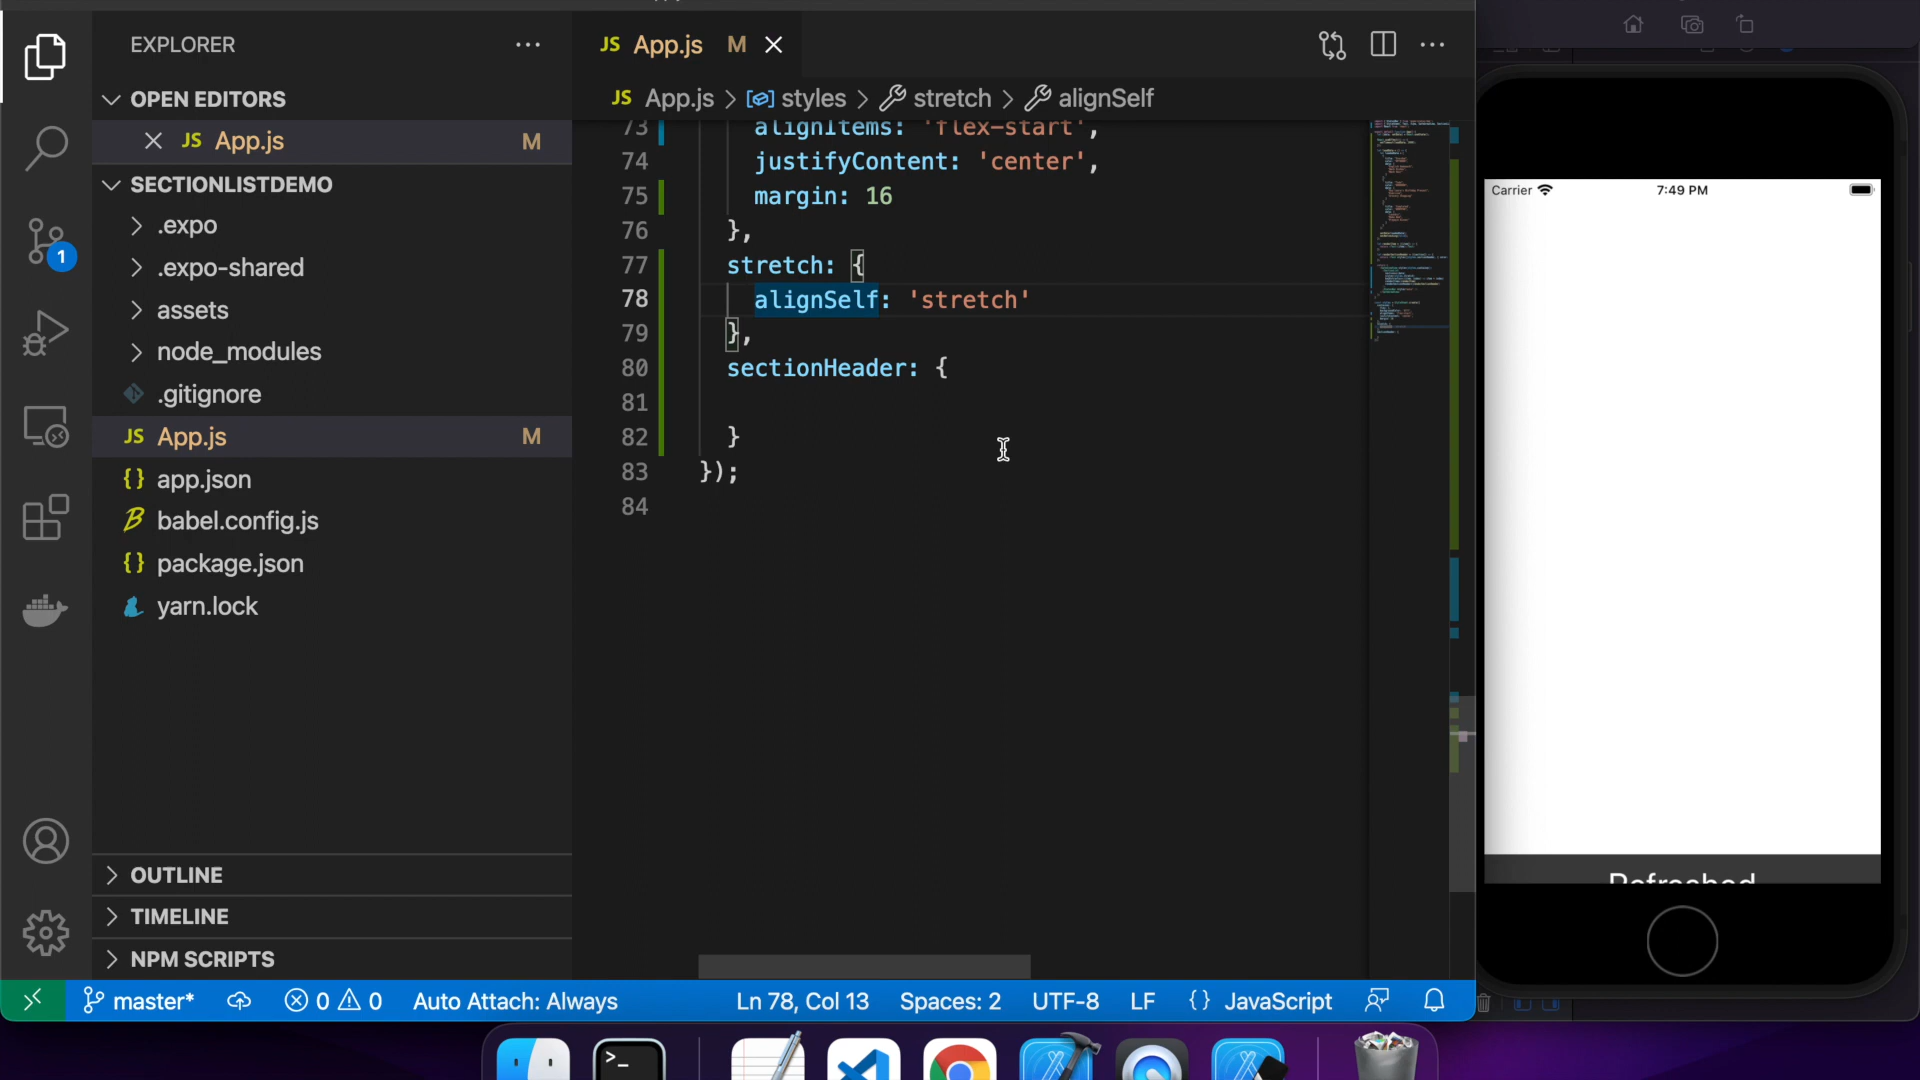 EXPLORER
OPEN EDITORS
JS App.js M
SECTIONLISTDEMO
.expo
.expo-shared
assets
node_modules
.gitignore
JS App.js M
{} app.json
babel.config.js
{} package.json
yarn.lock
OUTLINE
TIMELINE
NPM SCRIPTS
JS App.js M
JS App.js > styles > stretch > alignSelf
73 alignItems: 'flex-start',
74 justifyContent: 'center',
75 margin: 16
76 },
77 stretch: {
78 alignSelf: 'stretch'
79 },
80 sectionHeader: {
81
82 }
83 });
84
1
master* 0 0 Auto Attach: Always Ln 78, Col 13 Spaces: 2 UTF-8 LF {} JavaScript
Carrier 7:49 PM
Refreshed
>_